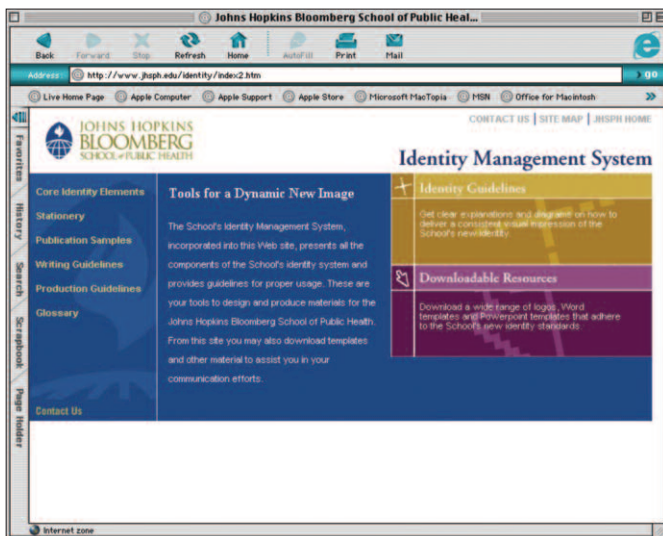 Johns Hopkins Bloomberg School of Public Heal...
Back Forward Stop Refresh Home AutoFill Print Mail
Address http://www.jhsph.edu/identity/index2.htm go
Live Home Page Apple Computer Apple Support Apple Store Microsoft MacTopia MSN Office for Macintosh
Favorites
History
Search
Scrapbook
Page Holder
CONTACT US | SITE MAP | JHSPH HOME
JOHNS HOPKINS
BLOOMBERG
SCHOOL of PUBLIC HEALTH
Identity Management System
Core Identity Elements
Stationery
Publication Samples
Writing Guidelines
Production Guidelines
Glossary
Contact Us
Tools for a Dynamic New Image
The School's Identity Management System,
incorporated into this Web site, presents all the
components of the School's identity system and
provides guidelines for proper usage. These are
your tools to design and produce materials for the
Johns Hopkins Bloomberg School of Public Health.
From this site you may also download templates
and other material to assist you in your
communication efforts.
Identity Guidelines
Get clear explanations and diagrams on how to
deliver a consistent visual impression of the
School's new identity.
Downloadable Resources
Download a wide range of logos, Word
templates and Powerpoint templates that adhere
to the School's new identity standards.
Internet zone